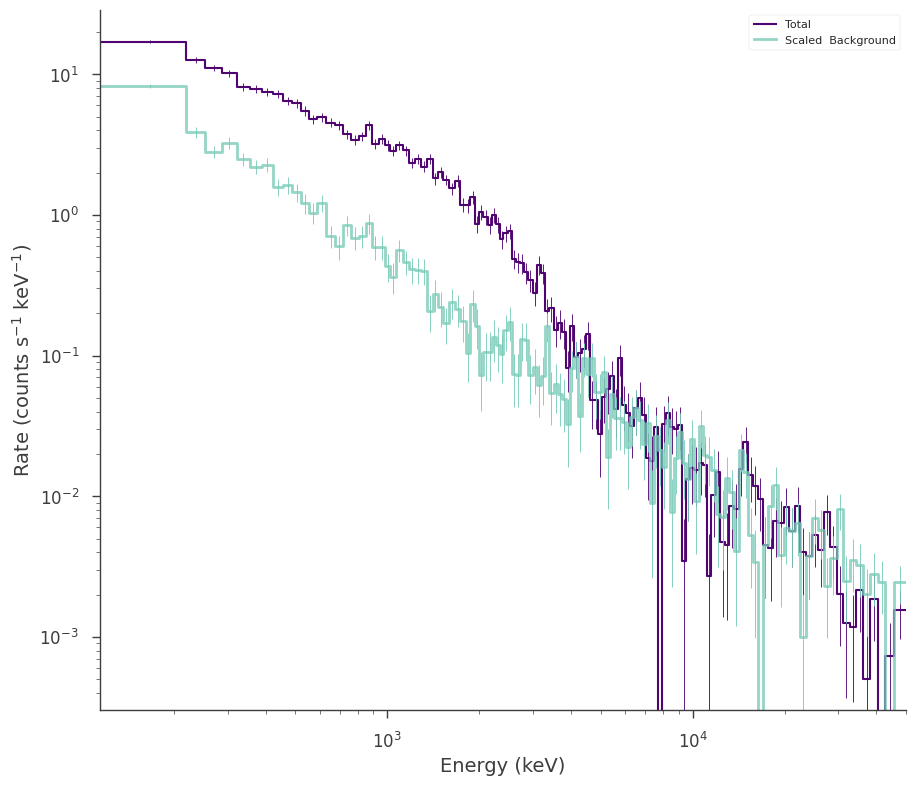 Total
Scaled  Background
10¹
10⁰
10⁻¹
10⁻²
10⁻³
Rate (counts s⁻¹ keV⁻¹)
10³
10⁴
Energy (keV)